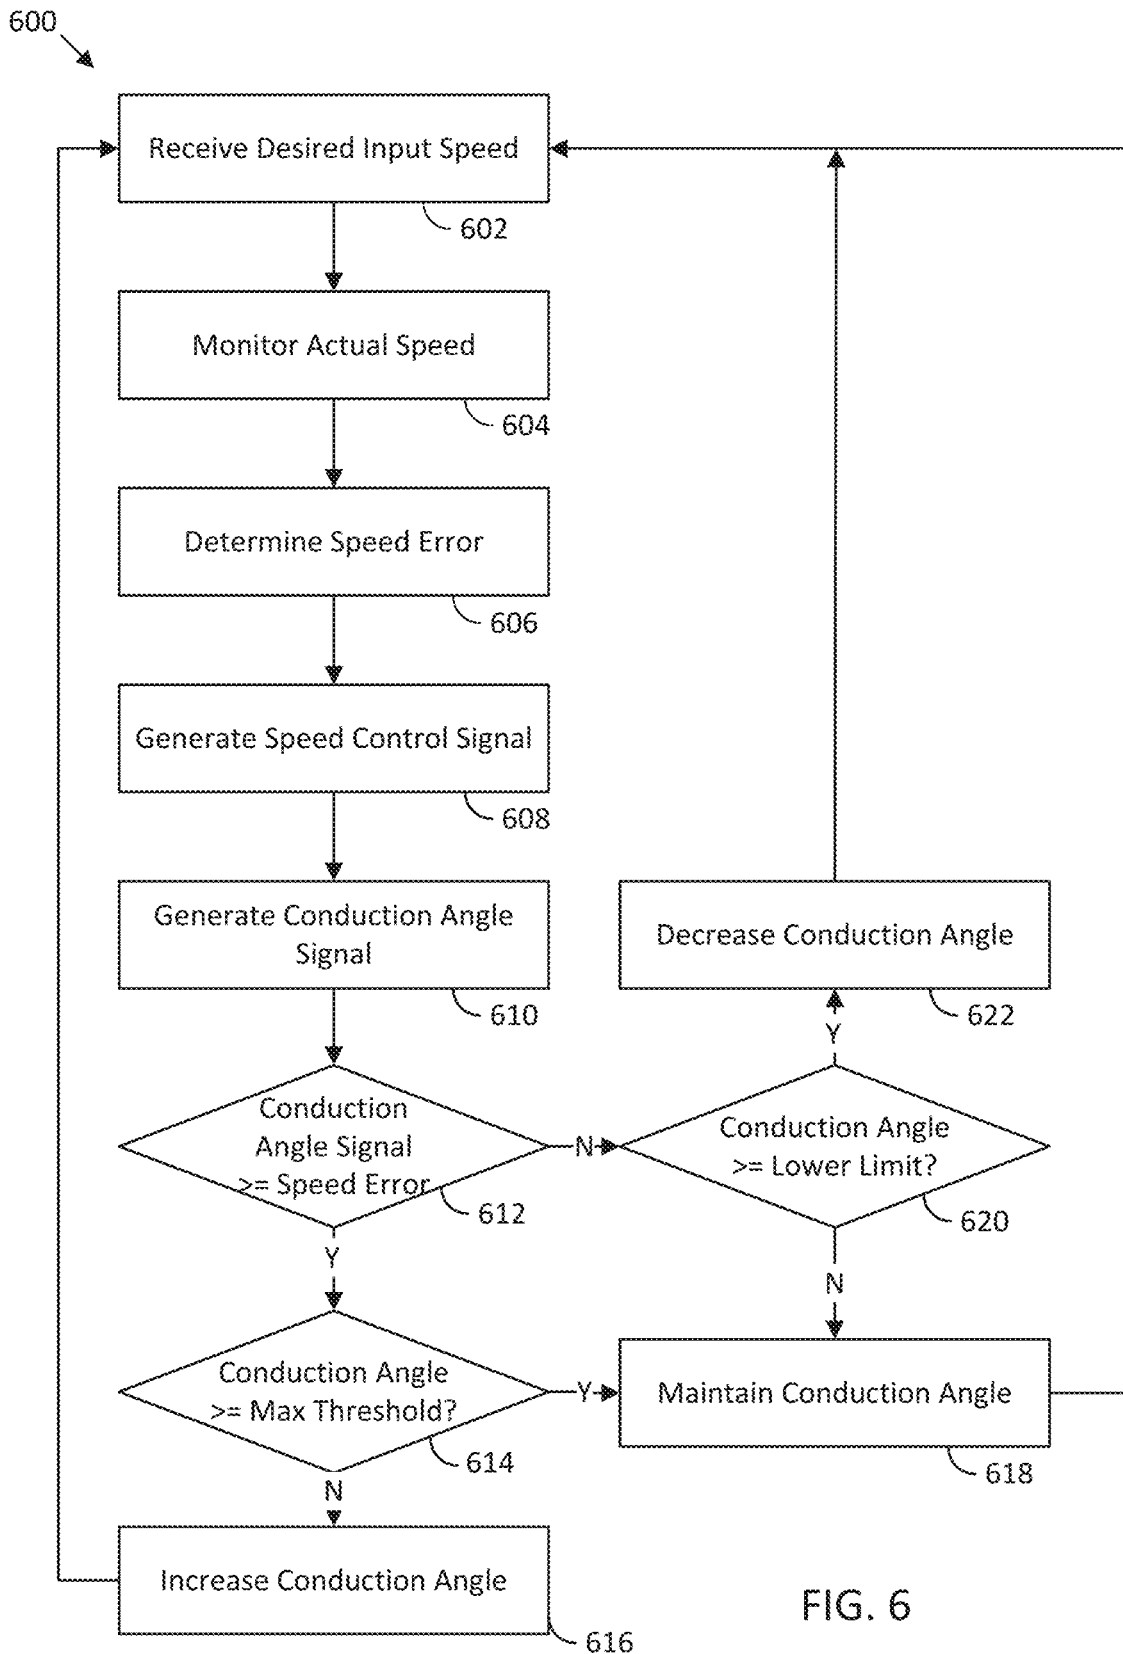 600
Receive Desired Input Speed
602
Monitor Actual Speed
604
Determine Speed Error
606
Generate Speed Control Signal
608
Generate Conduction Angle
Signal
610
Decrease Conduction Angle
622
Y
Conduction
Angle Signal
>= Speed Error
612
N
Conduction Angle
>= Lower Limit?
620
Y
N
Conduction Angle
>= Max Threshold?
614
Y
Maintain Conduction Angle
618
N
Increase Conduction Angle
616
FIG. 6